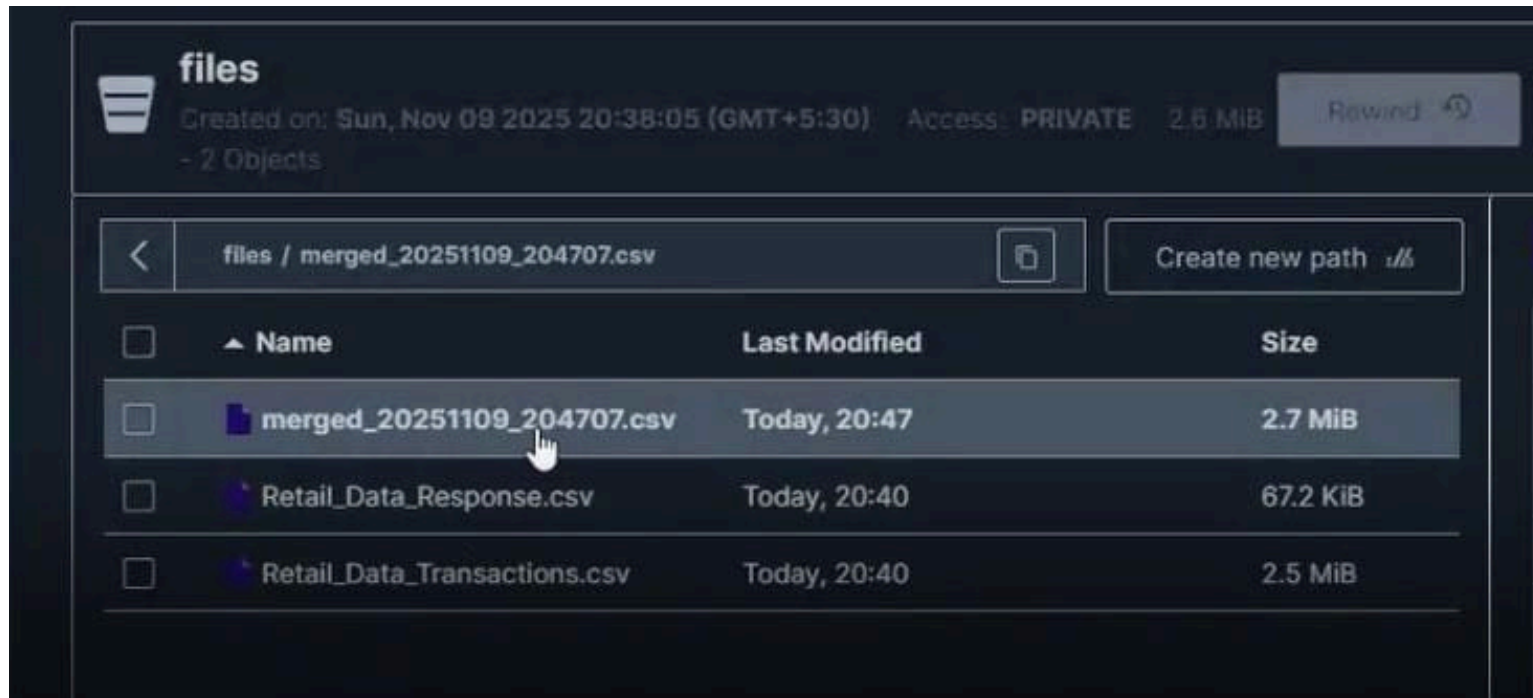 files
Created on: Sun, Nov 09 2025 20:38:05 (GMT+5:30) Access: PRIVATE 2.6 MiB
- 2 Objects
Rewind
files / merged_20251109_204707.csv
Create new path
Name Last Modified Size
merged_20251109_204707.csv Today, 20:47 2.7 MiB
Retail_Data_Response.csv Today, 20:40 67.2 KiB
Retail_Data_Transactions.csv Today, 20:40 2.5 MiB